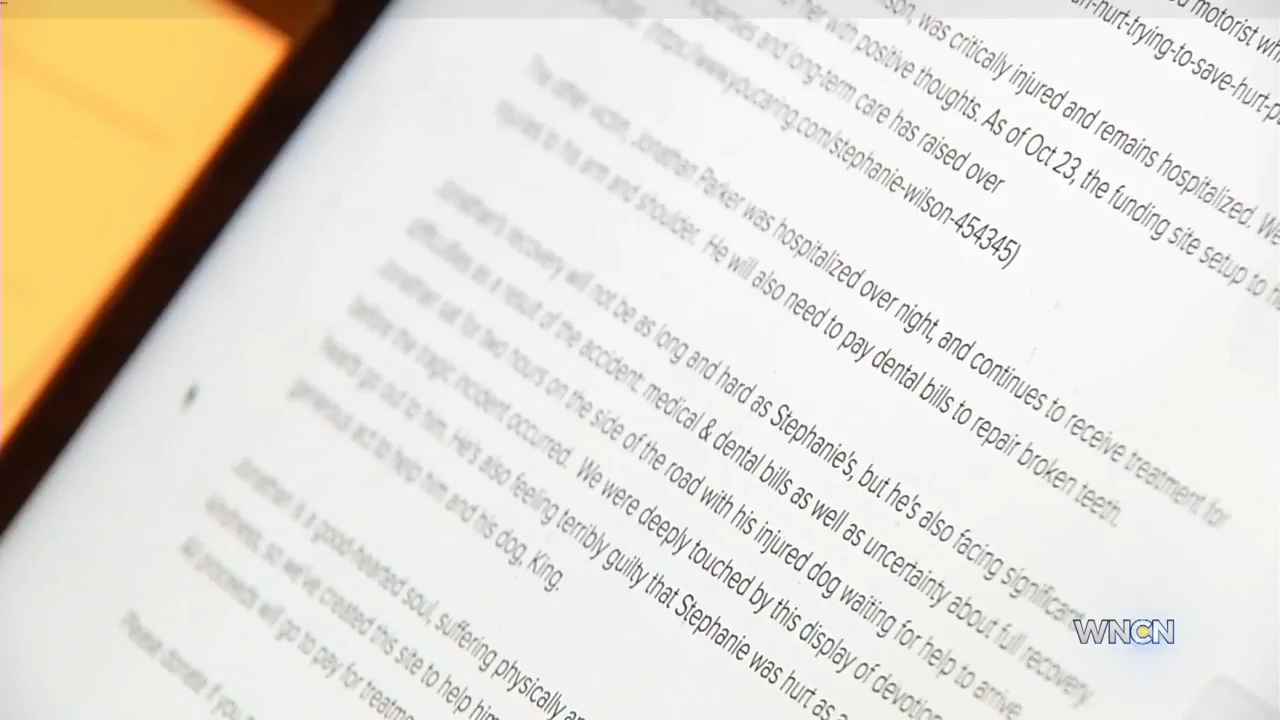 motorist
-hurt-trying-to-save-hurt-
son, was critically injured and remains hospitalized. We
her with positive thoughts. As of Oct 23, the funding site setup to
expenses and long-term care has raised over
(https://www.youcaring.com/stephanie-wilson-454345)
The other victim, Jonathan Parker was hospitalized over night, and continues to receive treatment for
injuries to his arm and shoulder. He will also need to pay dental bills to repair broken teeth.
Jonathan's recovery will not be as long and hard as Stephanie's, but he's also facing significant
difficulties as a result of the accident: medical & dental bills as well as uncertainty about full recovery
Jonathan sat for two hours on the side of the road with his injured dog waiting for help to arrive
before the tragic incident occurred. We were deeply touched by this display of devotion
hearts go out to him. He's also feeling terribly guilty that Stephanie was hurt as a
generous act to help him and his dog, King.
Jonathan is a good-hearted soul, suffering physically
kindness, so we've created this site to help him
All proceeds will go to pay for treatme
Please donate if you
WNCN